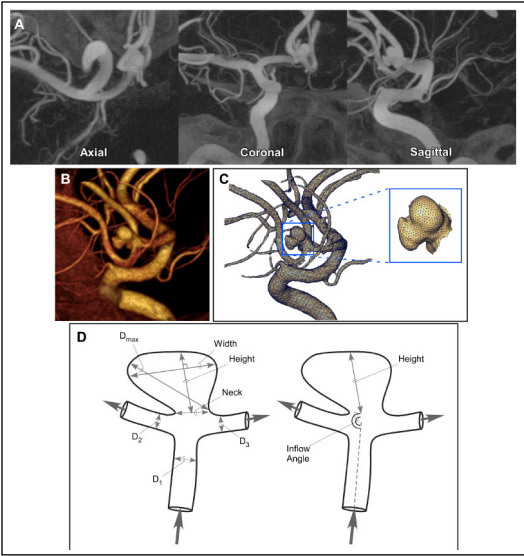 A
Axial
Coronal
Sagittal
B
C
D
Dmax
Width
Height
Neck
D2
D3
D1
Height
Inflow
Angle